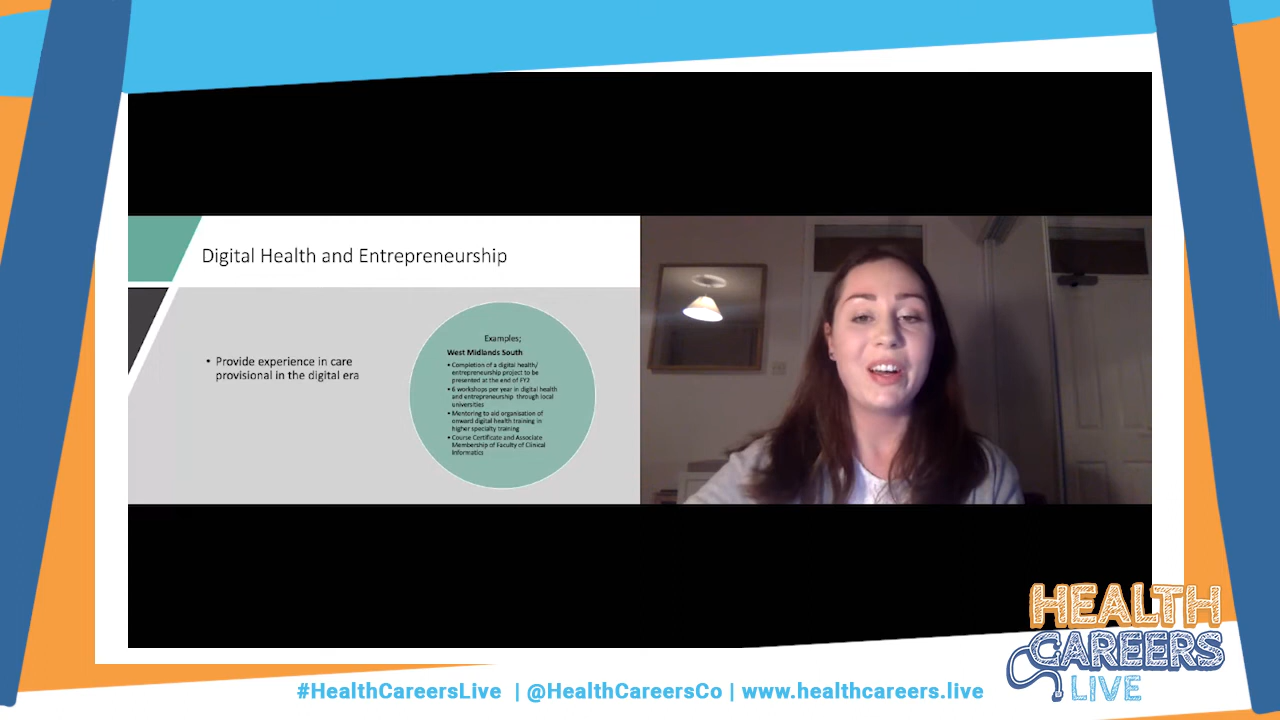 Digital Health and Entrepreneurship
• Provide experience in care
provisional in the digital era
Examples;
West Midlands South
• Completion of a digital health/
entrepreneurship project to be
presented at the end of FY2
• 6 workshops per year in digital health
and entrepreneurship through local
universities
• Mentoring to aid organisation of
onward digital health training in
higher specialty training
• Course Certificate and Associate
Membership of Faculty of Clinical
Informatics
HEALTH
CAREERS
LIVE
#HealthCareersLive | @HealthCareersCo | www.healthcareers.live